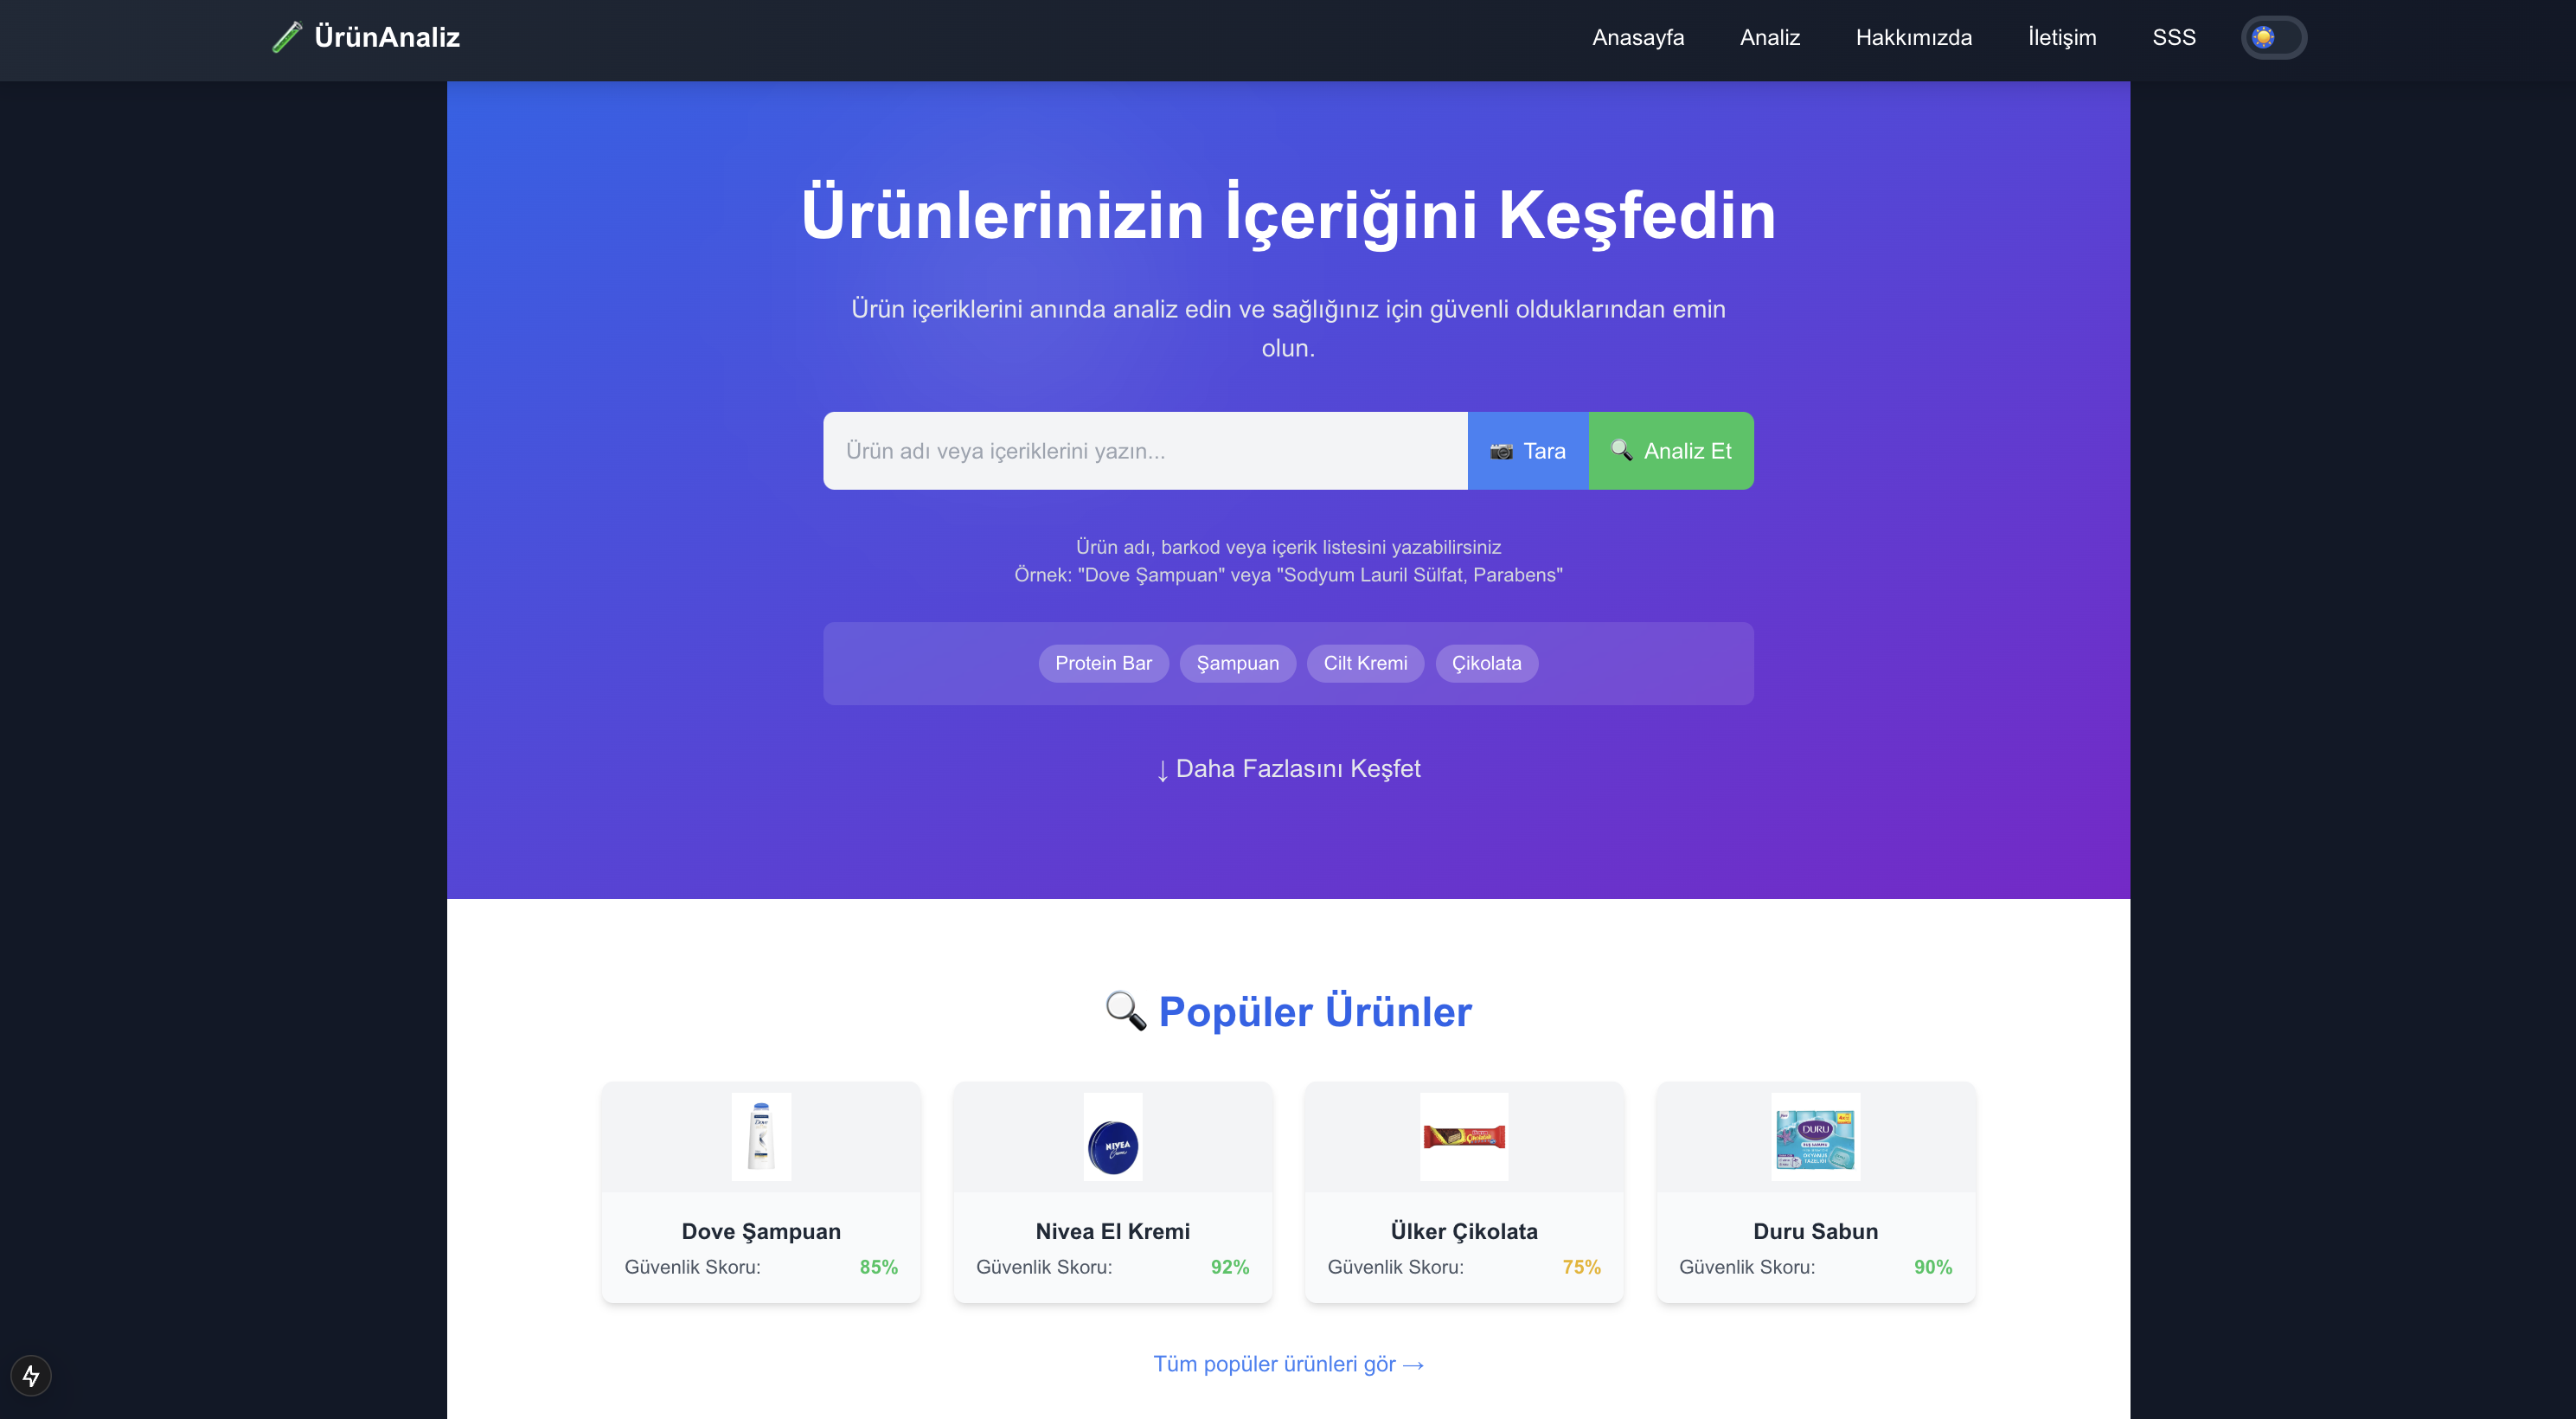 ÜrünAnaliz
Anasayfa Analiz Hakkımızda İletişim SSS
Ürünlerinizin İçeriğini Keşfedin
Ürün içeriklerini anında analiz edin ve sağlığınız için güvenli olduklarından emin
olun.
Ürün adı veya içeriklerini yazın... Tara Analiz Et
Ürün adı, barkod veya içerik listesini yazabilirsiniz
Örnek: "Dove Şampuan" veya "Sodyum Lauril Sülfat, Parabens"
Protein Bar Şampuan Cilt Kremi Çikolata
↓ Daha Fazlasını Keşfet
Popüler Ürünler
Dove
NIVEA
Creme
DURU
Dove Şampuan
Güvenlik Skoru: 85%
Nivea El Kremi
Güvenlik Skoru: 92%
Ülker Çikolata
Güvenlik Skoru: 75%
Duru Sabun
Güvenlik Skoru: 90%
Tüm popüler ürünleri gör →